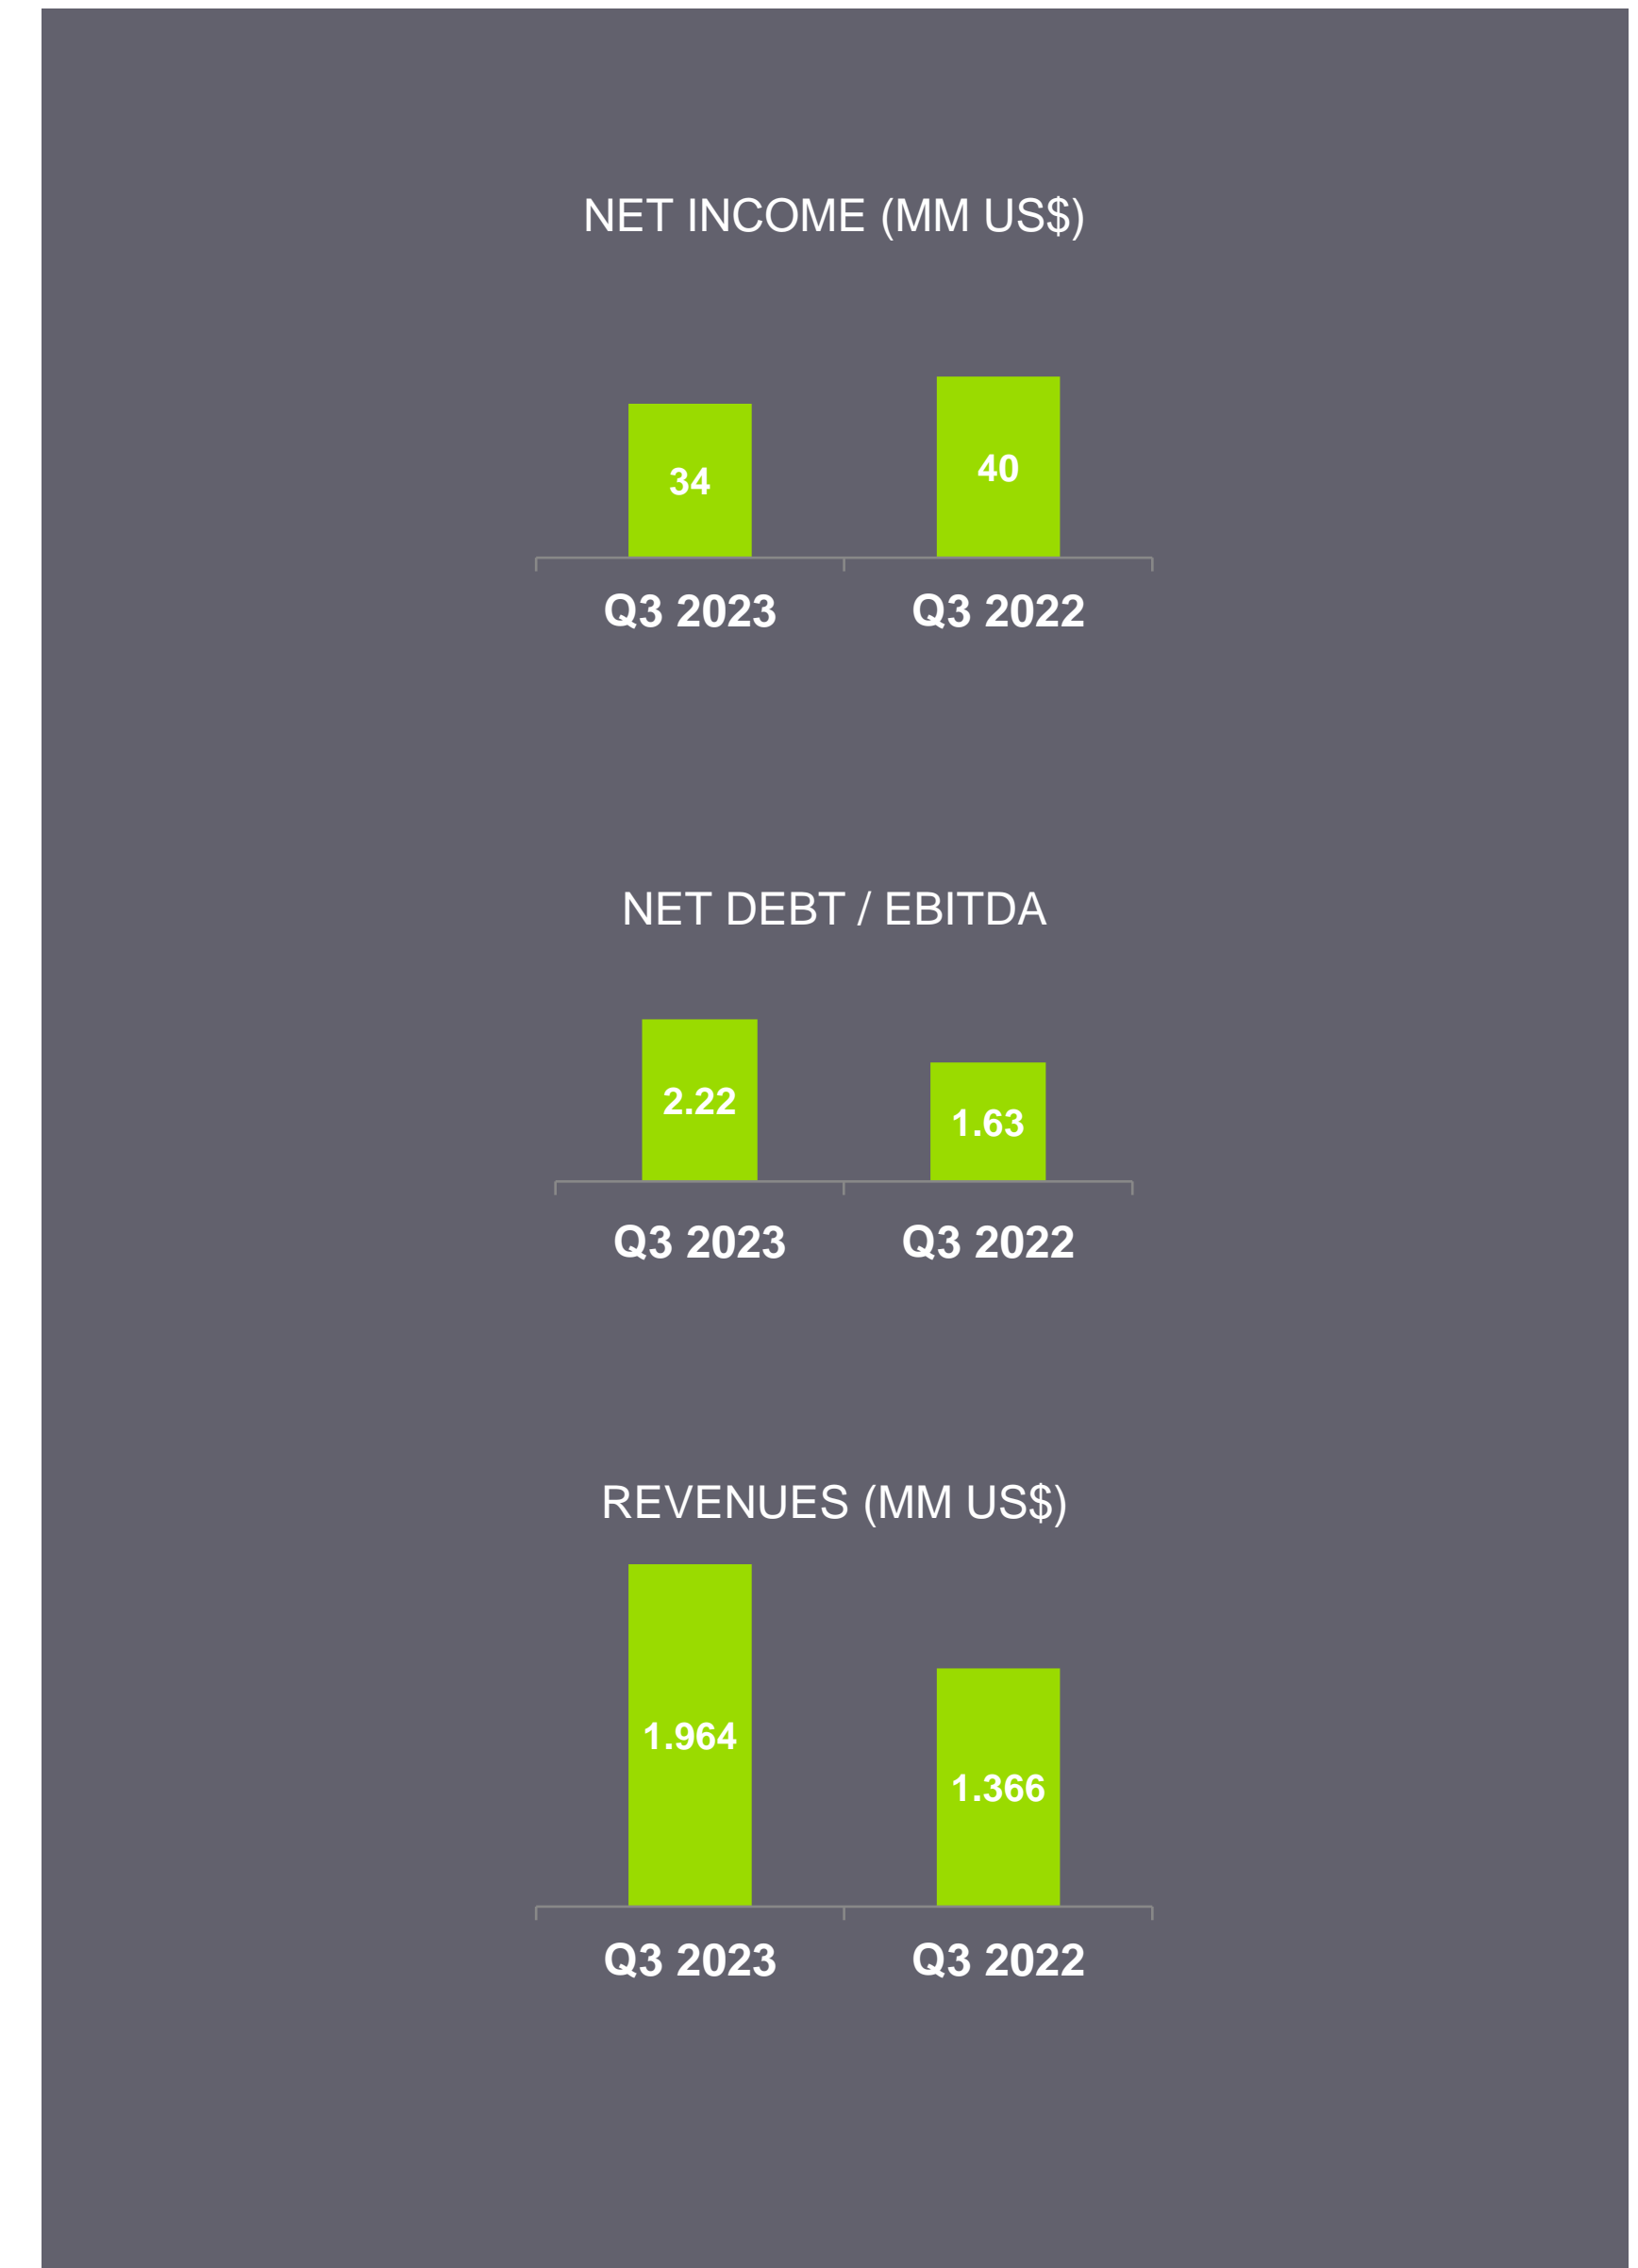 NET INCOME (MM US$)
34
40
Q3 2023
Q3 2022
NET DEBT / EBITDA
2.22
1.63
Q3 2023
Q3 2022
REVENUES (MM US$)
1.964
1.366
Q3 2023
Q3 2022